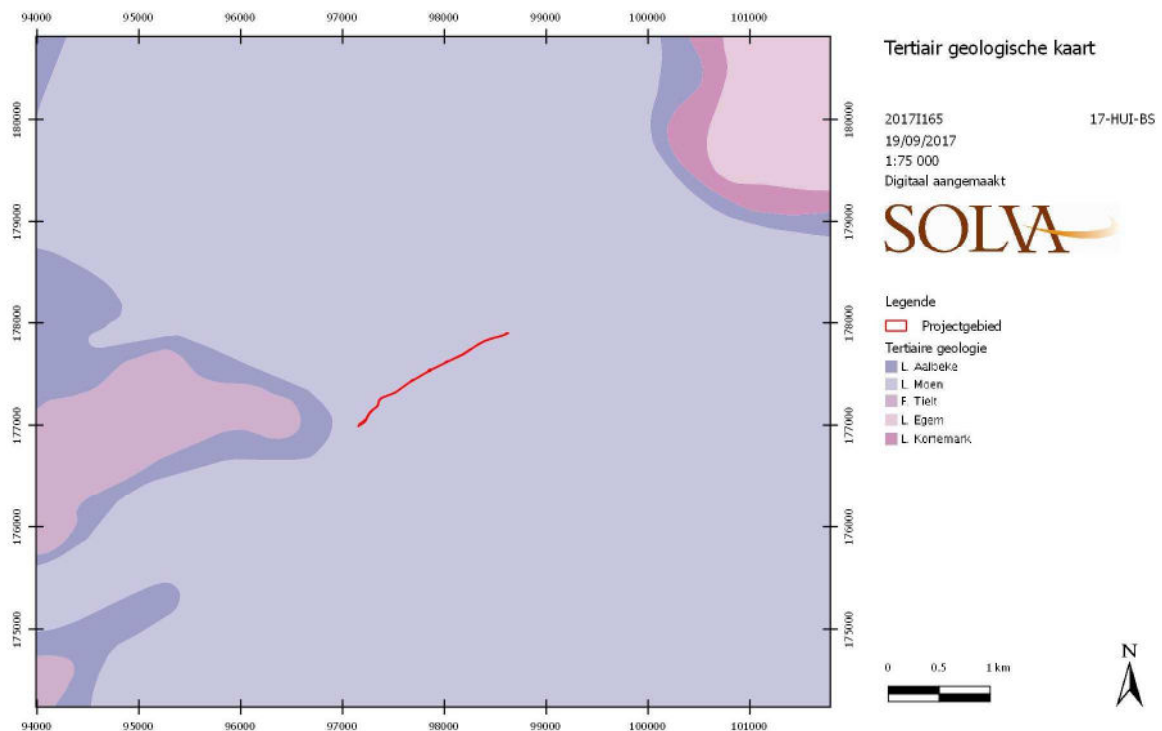 94000 95000 96000 97000 98000 99000 100000 101000
180000
179000
178000
177000
176000
175000
180000
179000
178000
177000
176000
175000
94000 95000 96000 97000 98000 99000 100000 101000
Tertiair geologische kaart
2017I165 17-HUI-BS
19/09/2017
1:75 000
Digitaal aangemaakt
SOLVA
Legende
Projectgebied
Tertiaire geologie
L. Aalbeke
L. Moen
F. Tielt
L. Egem
L. Kortemark
0 0.5 1 km
N